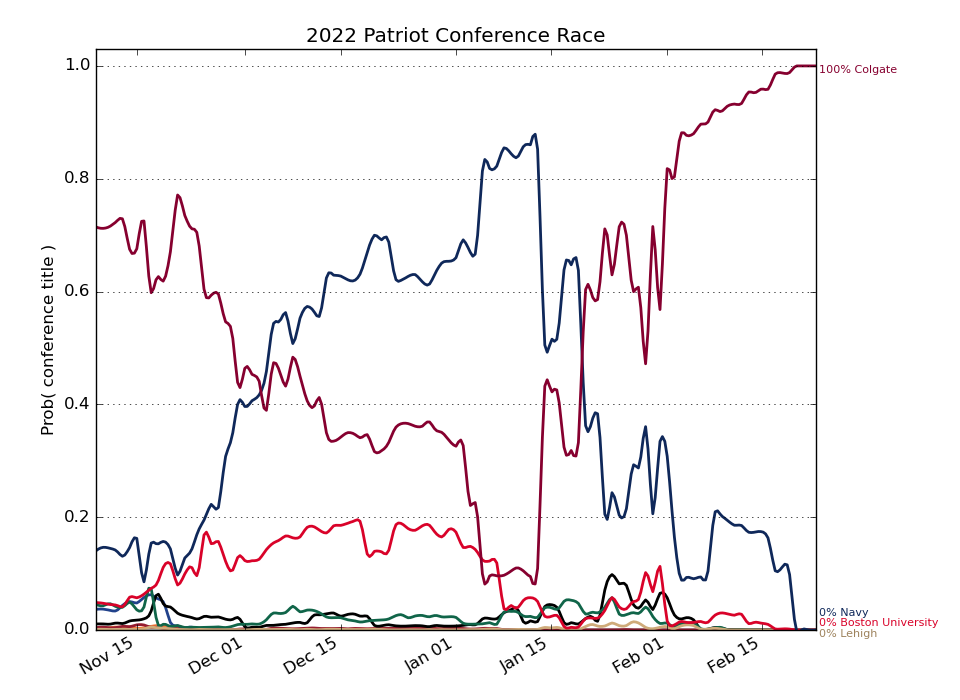 2022 Patriot Conference Race
1.0
0.8
0.6
0.4
0.2
0.0
Prob( conference title )
100% Colgate
0% Navy
0% Boston University
0% Lehigh
Nov 15
Dec 01
Dec 15
Jan 01
Jan 15
Feb 01
Feb 15